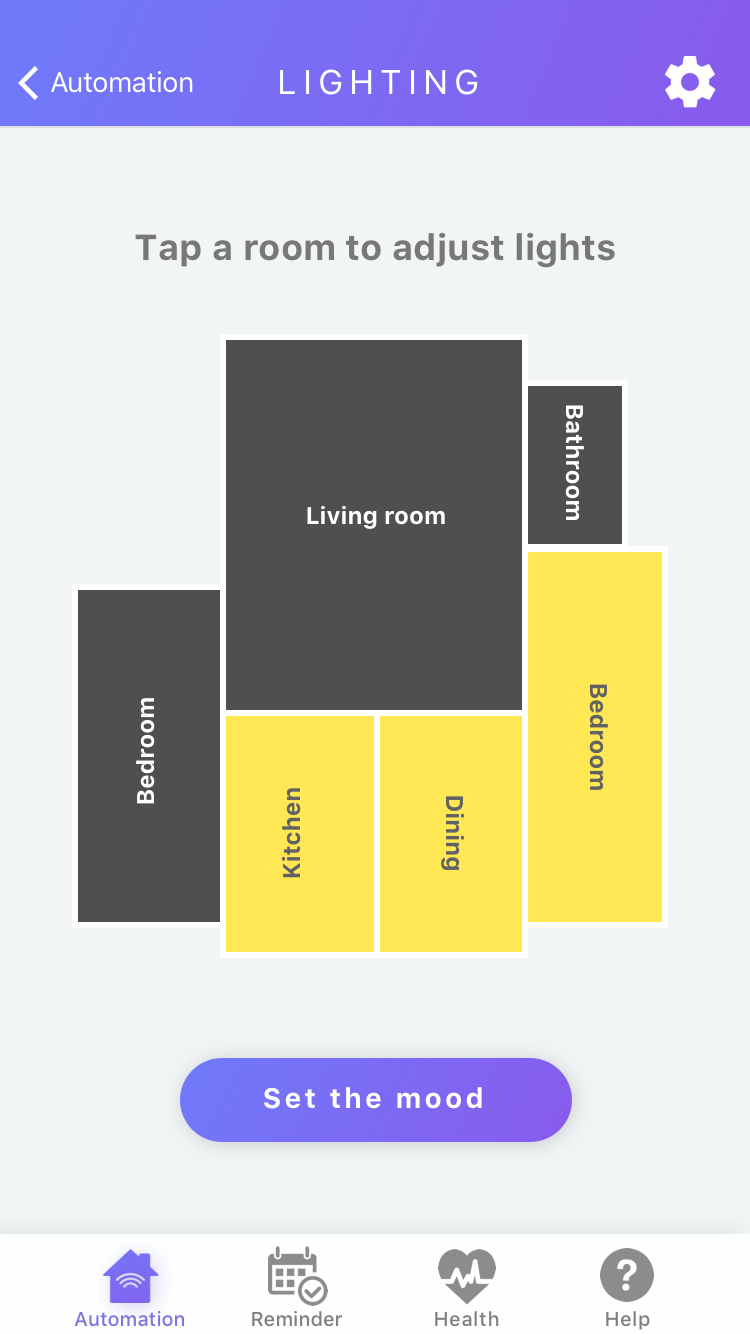 Automation
LIGHTING
Tap a room to adjust lights
Living room
Bathroom
Bedroom
Bedroom
Kitchen
Dining
Set the mood
Automation
Reminder
Health
?
Help